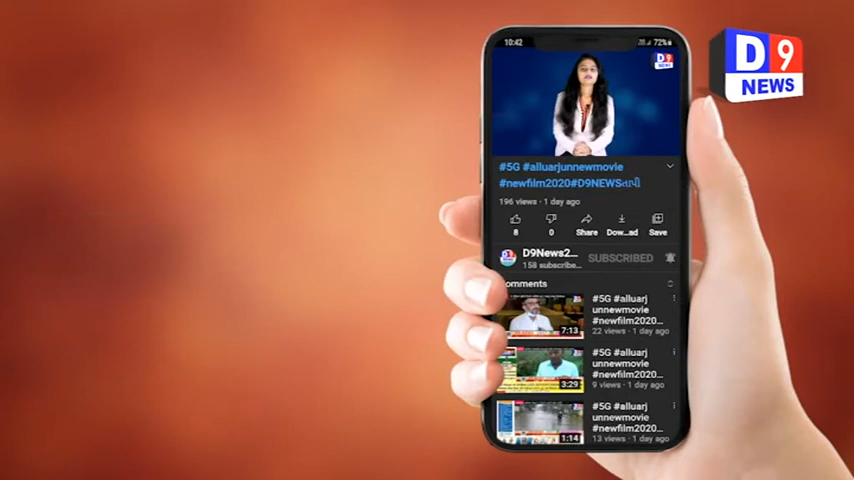 D9
NEWS
10:42
72%
D9
NEWS
#5G #alluarjunnewmovie
#newfilm2020#D9NEWSતાપી
196 views · 1 day ago
8
0
Share
Dow...ad
Save
D9News2...
SUBSCRIBED
158 subscribe...
omments
#5G #alluarj
unnewmovie
#newfilm2020...
22 views · 1 day ago
7:13
#5G #alluarj
unnewmovie
#newfilm2020...
9 views · 1 day ago
3:29
#5G #alluarj
unnewmovie
#newfilm2020...
13 views · 1 day ago
1:14